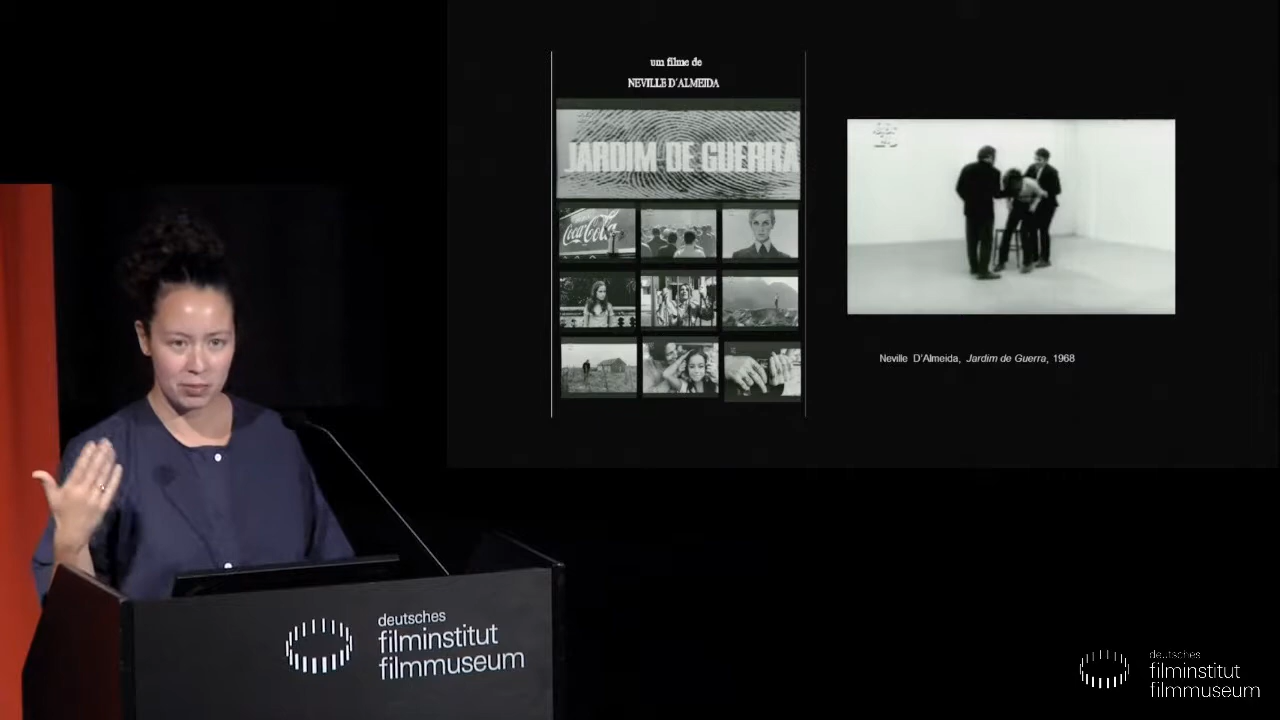 um filme de
NEVILLE D'ALMEIDA
JARDIM DE GUERRA
Coca-Cola
Neville D'Almeida, Jardim de Guerra, 1968
deutsches
filminstitut
filmmuseum
deutsches
filminstitut
filmmuseum